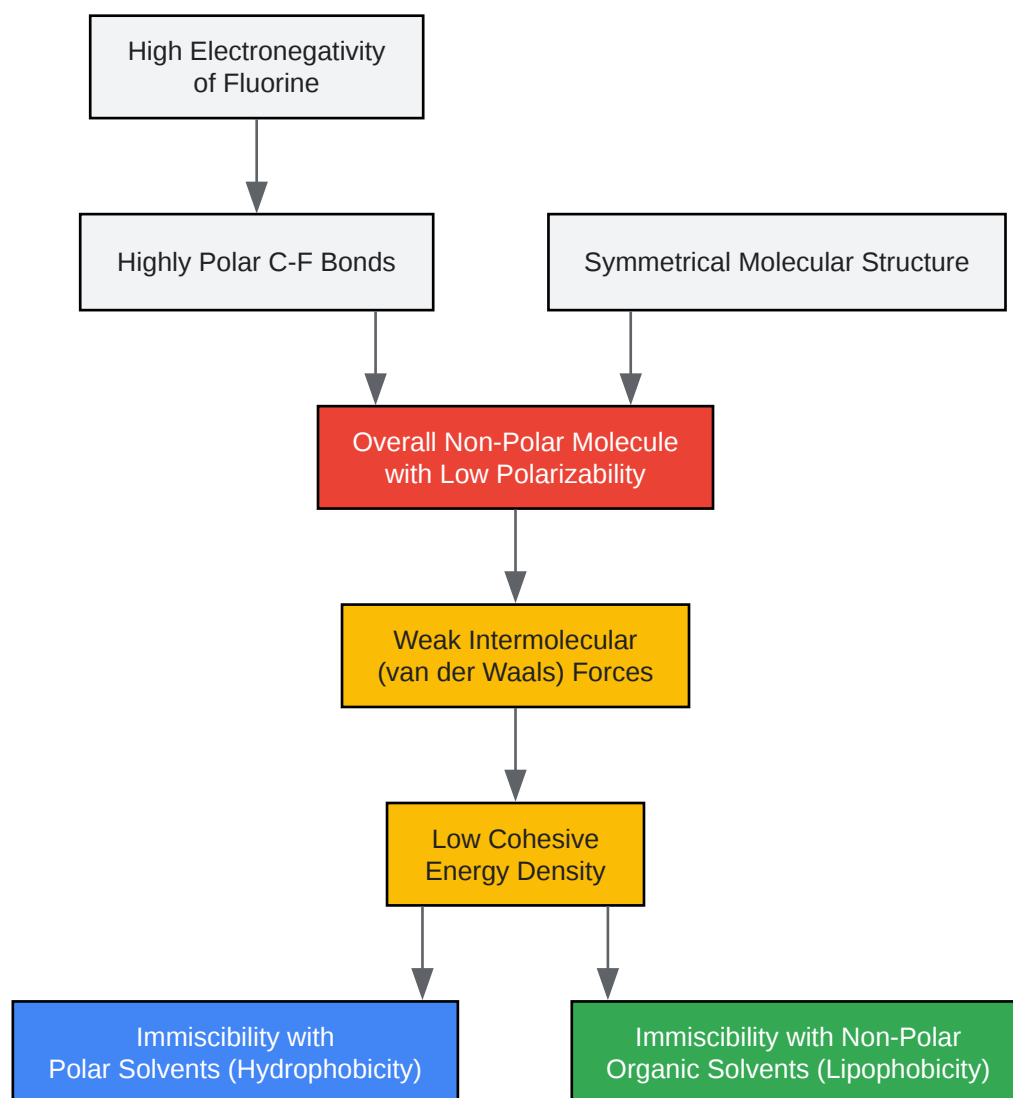 High Electronegativity
of Fluorine
Highly Polar C-F Bonds
Symmetrical Molecular Structure
Overall Non-Polar Molecule
with Low Polarizability
Weak Intermolecular
(van der Waals) Forces
Low Cohesive
Energy Density
Immiscibility with
Polar Solvents (Hydrophobicity)
Immiscibility with Non-Polar
Organic Solvents (Lipophobicity)